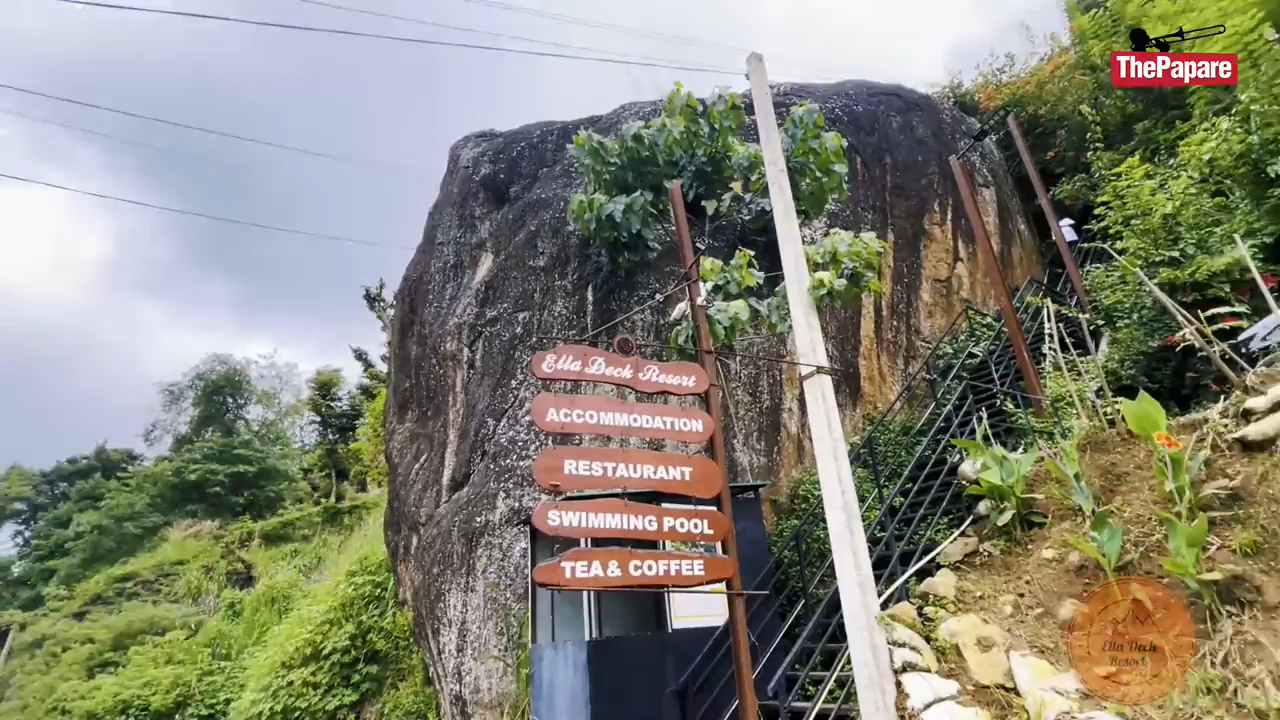 ThePapare
Ella Deck Resort
ACCOMMODATION
RESTAURANT
SWIMMING POOL
TEA & COFFEE
Ella Deck
Resort